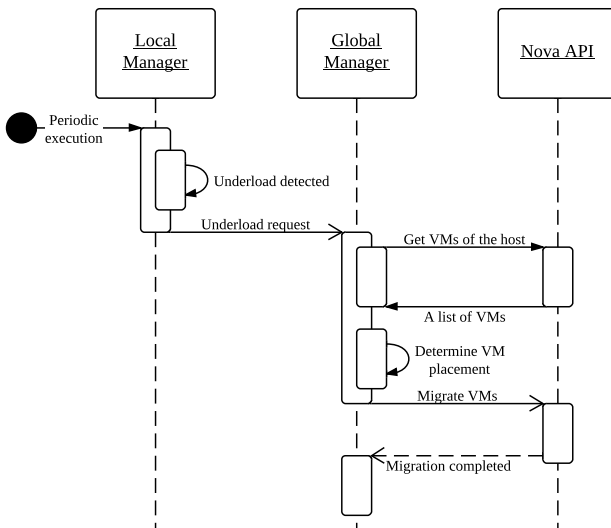 Local
Manager
Global
Manager
Nova API
Periodic
execution
Underload detected
Underload request
Get VMs of the host
A list of VMs
Determine VM
placement
Migrate VMs
Migration completed